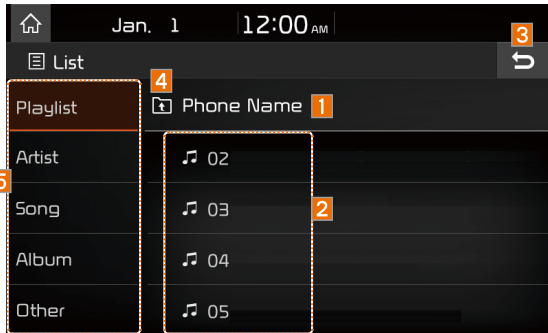 Jan. 1 12:00 AM
3
List
4
Playlist
Phone Name 1
Artist
02
5
Song
03 2
Album
04
Other
05